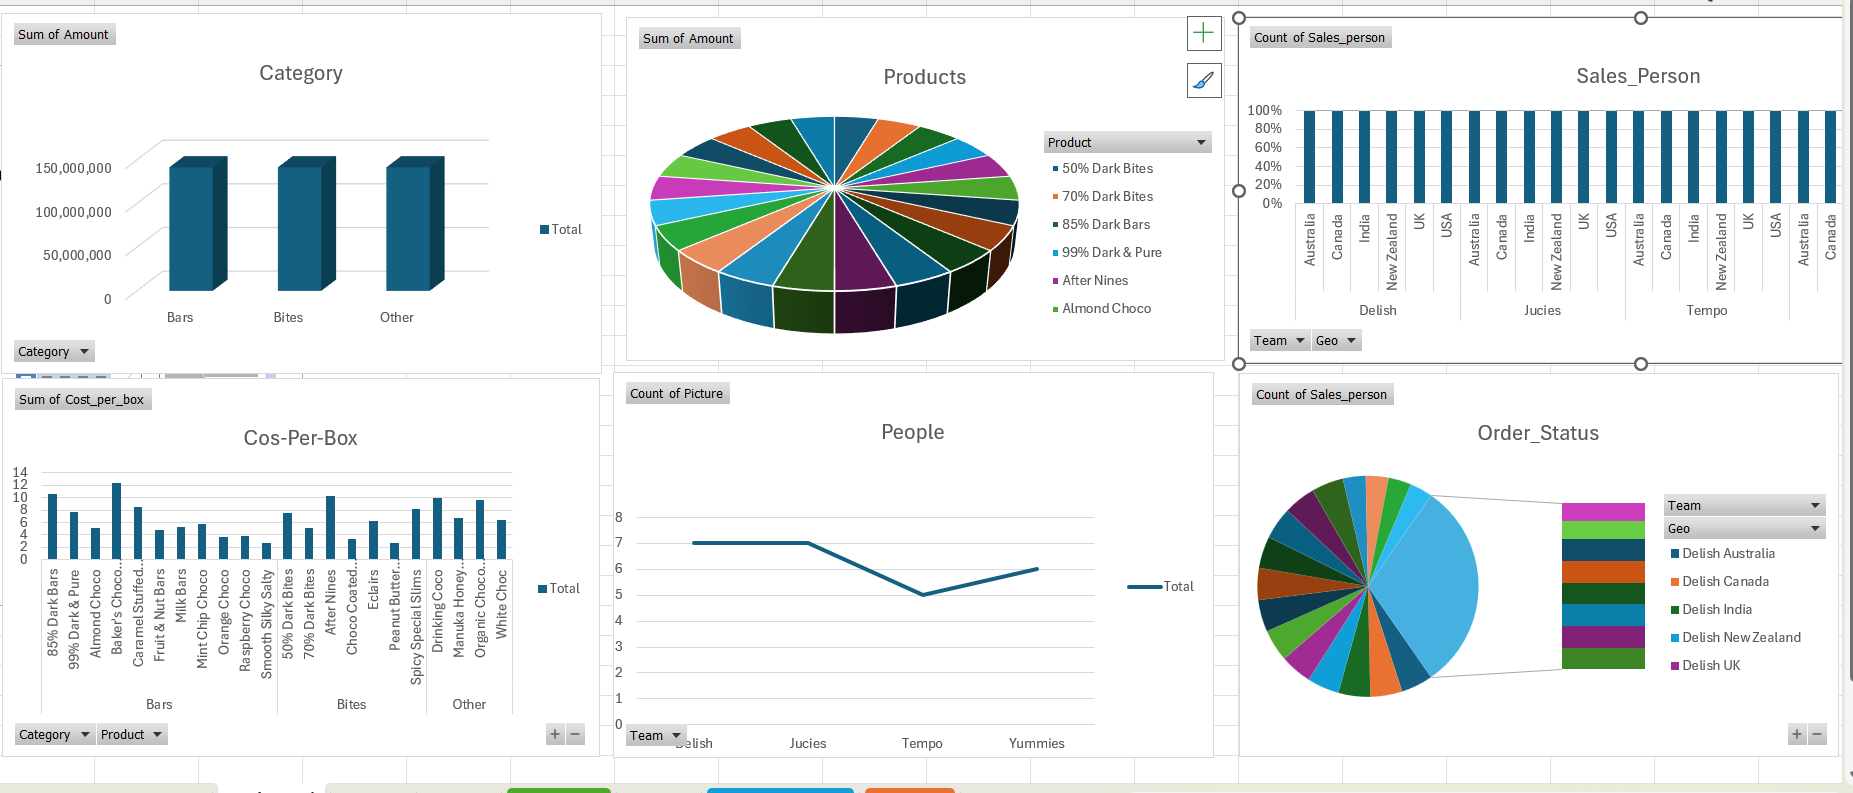 Sum of Amount
Category
150,000,000
100,000,000
50,000,000
0
Bars
Bites
Other
Total
Category
Sum of Amount
Products
Product
50% Dark Bites
70% Dark Bites
85% Dark Bars
99% Dark & Pure
After Nines
Almond Choco
Count of Sales_person
Sales_Person
100%
80%
60%
40%
20%
0%
Australia
Canada
India
New Zealand
UK
USA
Australia
Canada
India
New Zealand
UK
USA
Australia
Canada
India
New Zealand
UK
USA
Australia
Canada
Delish
Jucies
Tempo
Team
Geo
Sum of Cost_per_box
Cos-Per-Box
14
12
10
8
6
4
2
0
85% Dark Bars
99% Dark & Pure
Almond Choco
Baker's Choco…
Caramel Stuffed…
Fruit & Nut Bars
Milk Bars
Mint Chip Choco
Orange Choco
Raspberry Choco
Smooth Silky Salty
50% Dark Bites
70% Dark Bites
After Nines
Choco Coated…
Eclairs
Peanut Butter…
Spicy Special Slims
Drinking Coco
Manuka Honey…
Organic Choco…
White Choc
Bars
Bites
Other
Total
Category
Product
Count of Picture
People
8
7
6
5
4
3
2
1
0
Delish
Jucies
Tempo
Yummies
Total
Team
Count of Sales_person
Order_Status
Team
Geo
Delish Australia
Delish Canada
Delish India
Delish New Zealand
Delish UK